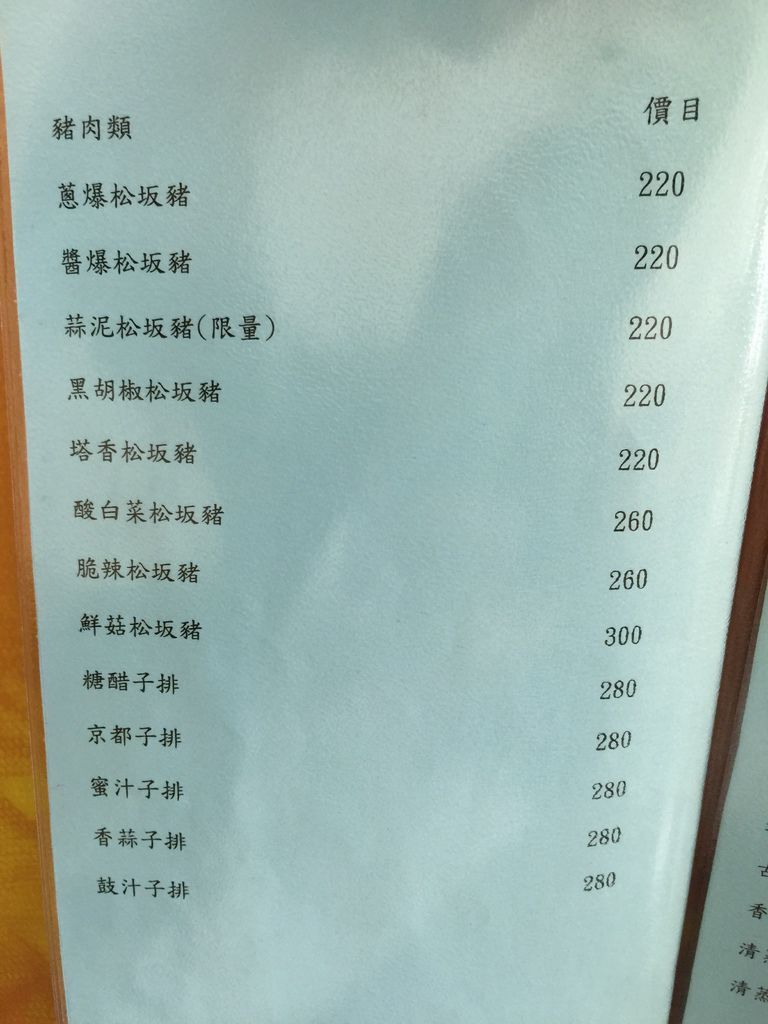 豬肉類 價目
蔥爆松坂豬 220
醬爆松坂豬 220
蒜泥松坂豬(限量) 220
黑胡椒松坂豬 220
塔香松坂豬 220
酸白菜松坂豬 260
脆辣松坂豬 260
鮮菇松坂豬 300
糖醋子排 280
京都子排 280
蜜汁子排 280
香蒜子排 280
鼓汁子排 280
香
清
清蒸